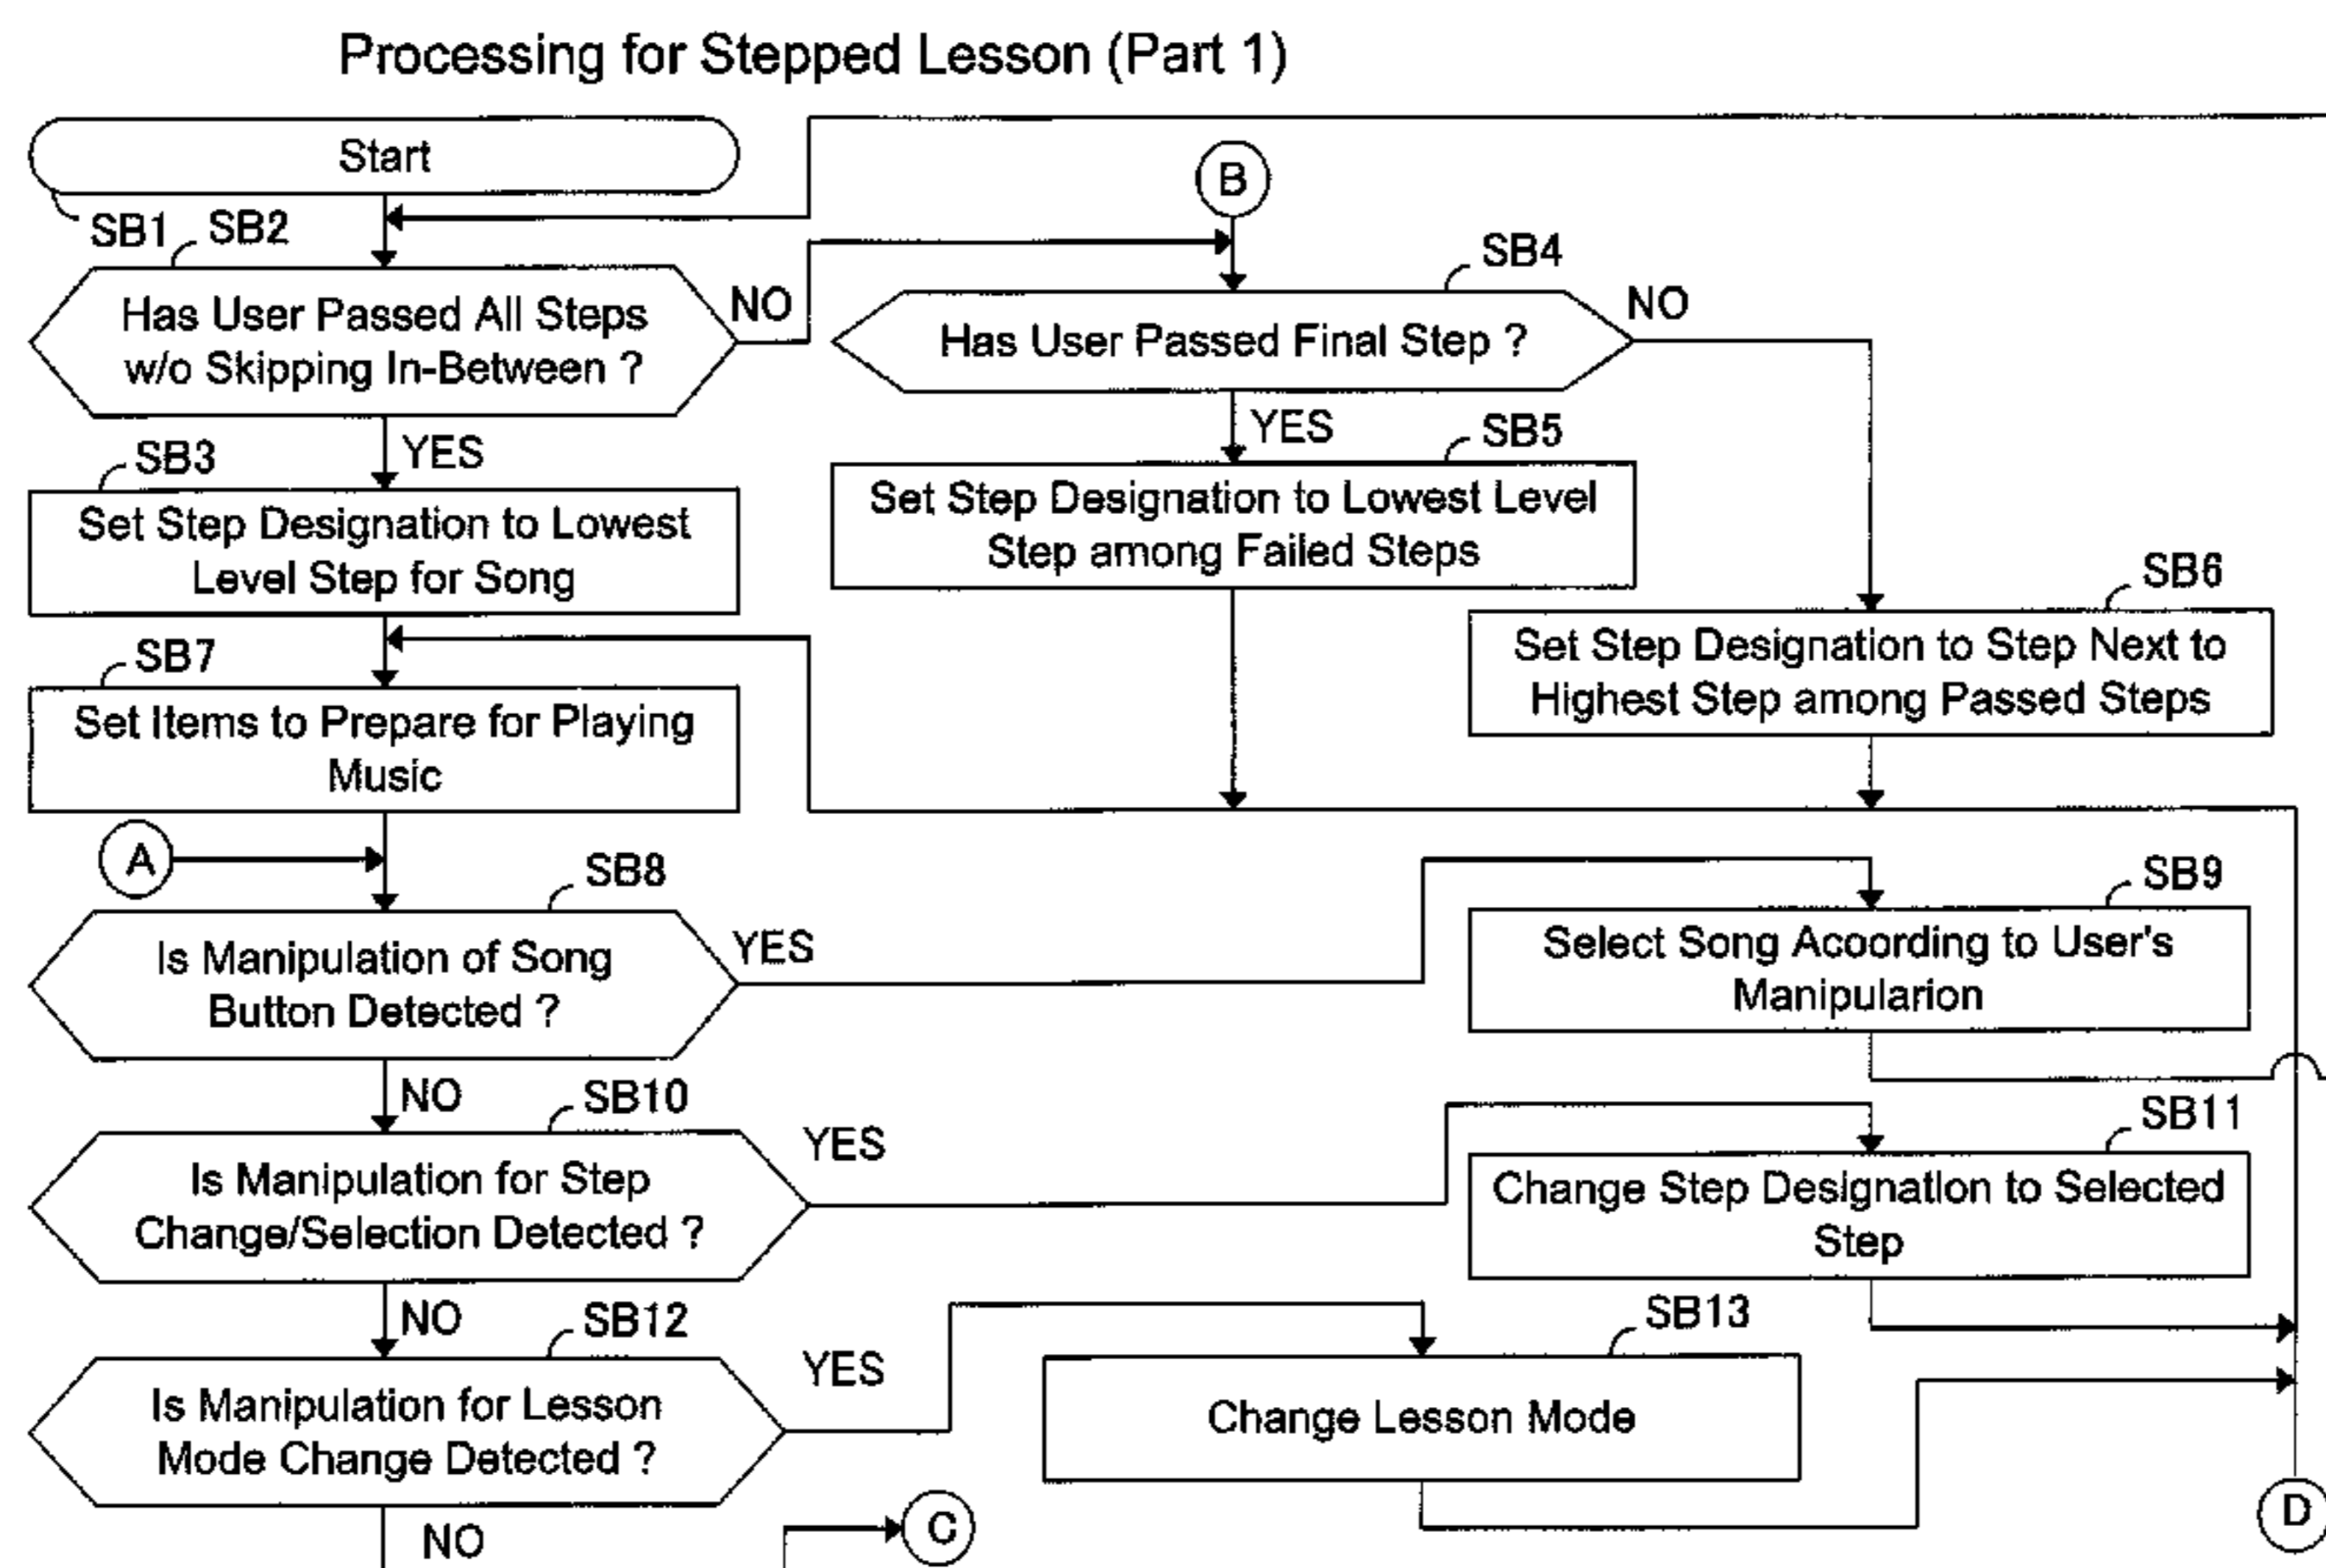 Processing for Stepped Lesson (Part 1)
Start
SB1
SB2
B
Has User Passed All Steps
w/o Skipping In-Between ?
NO
SB4
Has User Passed Final Step ?
NO
YES
SB3
Set Step Designation to Lowest
Level Step for Song
YES
SB5
Set Step Designation to Lowest Level
Step among Failed Steps
SB6
Set Step Designation to Step Next to
Highest Step among Passed Steps
SB7
Set Items to Prepare for Playing
Music
A
SB8
Is Manipulation of Song
Button Detected ?
YES
SB9
Select Song Acoording to User's
Manipularion
NO
SB10
Is Manipulation for Step
Change/Selection Detected ?
YES
SB11
Change Step Designation to Selected
Step
NO
SB12
Is Manipulation for Lesson
Mode Change Detected ?
YES
SB13
Change Lesson Mode
NO
C
D